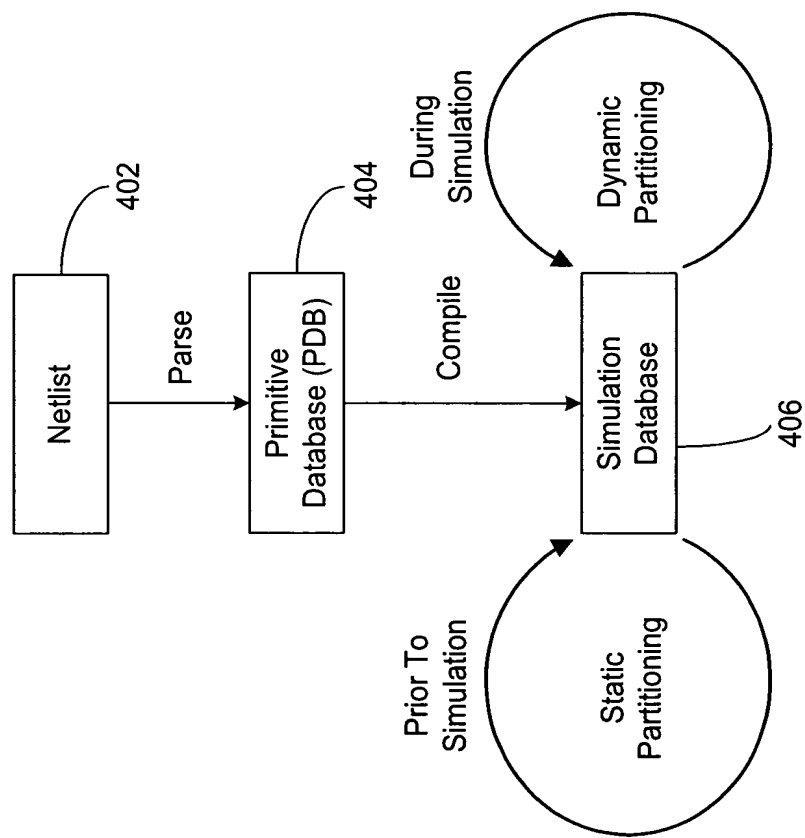 Netlist
402
Parse
Primitive
Database (PDB)
404
Compile
Prior To
Simulation
During
Simulation
Static
Partitioning
Simulation
Database
Dynamic
Partitioning
406